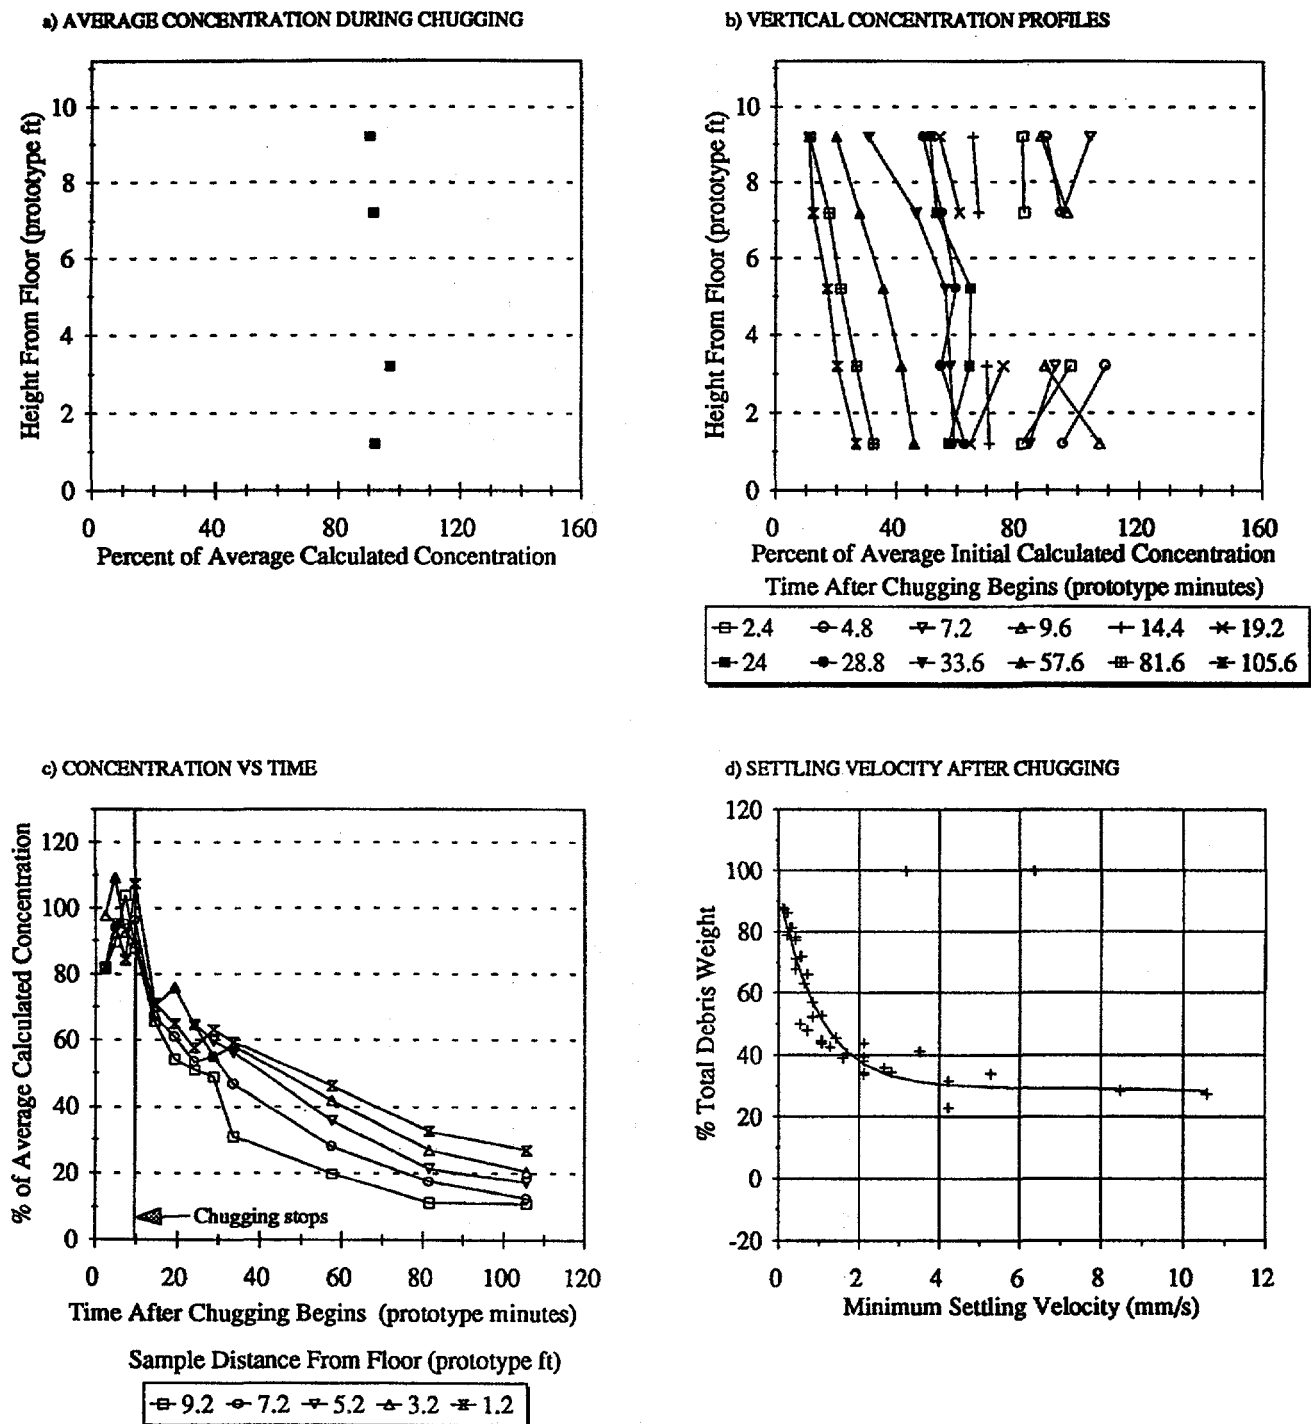 a) AVERAGE CONCENTRATION DURING CHUGGING
Height From Floor (prototype ft)
10
8
6
4
2
0
0 40 80 120 160
Percent of Average Calculated Concentration
b) VERTICAL CONCENTRATION PROFILES
Height From Floor (prototype ft)
10
8
6
4
2
0
0 40 80 120 160
Percent of Average Initial Calculated Concentration
Time After Chugging Begins (prototype minutes)
2.4 4.8 7.2 9.6 14.4 19.2
24 28.8 33.6 57.6 81.6 105.6
c) CONCENTRATION VS TIME
% of Average Calculated Concentration
120
100
80
60
40
20
0
Chugging stops
0 20 40 60 80 100 120
Time After Chugging Begins (prototype minutes)
Sample Distance From Floor (prototype ft)
9.2 7.2 5.2 3.2 1.2
d) SETTLING VELOCITY AFTER CHUGGING
% Total Debris Weight
120
100
80
60
40
20
0
-20
0 2 4 6 8 10 12
Minimum Settling Velocity (mm/s)